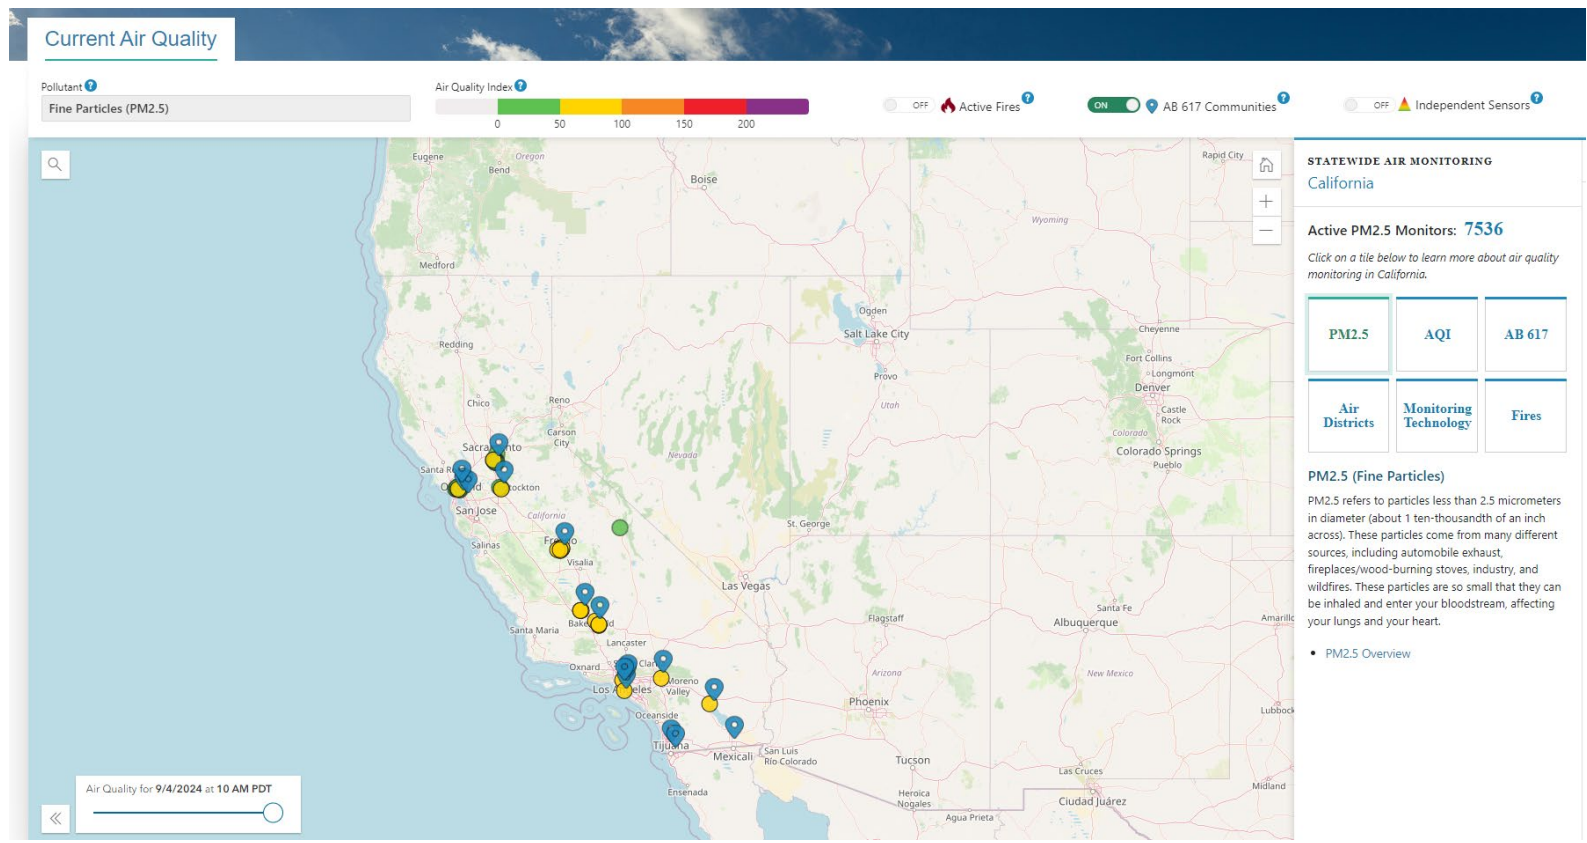 Current Air Quality
Pollutant ?
Fine Particles (PM2.5)
Air Quality Index ?
0 50 100 150 200
OFF Active Fires ?
ON AB 617 Communities ?
OFF Independent Sensors ?
Eugene
Oregon
Bend
Boise
Rapid City
Wyoming
Medford
Ogden
Salt Lake City
Cheyenne
Redding
Fort Collins
Longmont
Provo
Denver
Utah
Chico
Reno
Castle
Rock
Carson
City
Colorado
Colorado Springs
Nevada
Pueblo
San Jose
California
St. George
Salinas
Visalia
Las Vegas
Santa Fe
Flagstaff
Albuquerque
Amarillo
Santa Maria
Lancaster
Oxnard
Moreno
Valley
Arizona
New Mexico
Phoenix
Lubbock
Oceanside
Tijuana
Mexicali
San Luis
Río Colorado
Tucson
Las Cruces
Midland
Ensenada
Heroica
Nogales
Ciudad Juárez
Agua Prieta
Air Quality for 9/4/2024 at 10 AM PDT
STATEWIDE AIR MONITORING
California
Active PM2.5 Monitors: 7536
Click on a tile below to learn more about air quality
monitoring in California.
PM2.5
AQI
AB 617
Air
Districts
Monitoring
Technology
Fires
PM2.5 (Fine Particles)
PM2.5 refers to particles less than 2.5 micrometers
in diameter (about 1 ten-thousandth of an inch
across). These particles come from many different
sources, including automobile exhaust,
fireplaces/wood-burning stoves, industry, and
wildfires. These particles are so small that they can
be inhaled and enter your bloodstream, affecting
your lungs and your heart.
• PM2.5 Overview